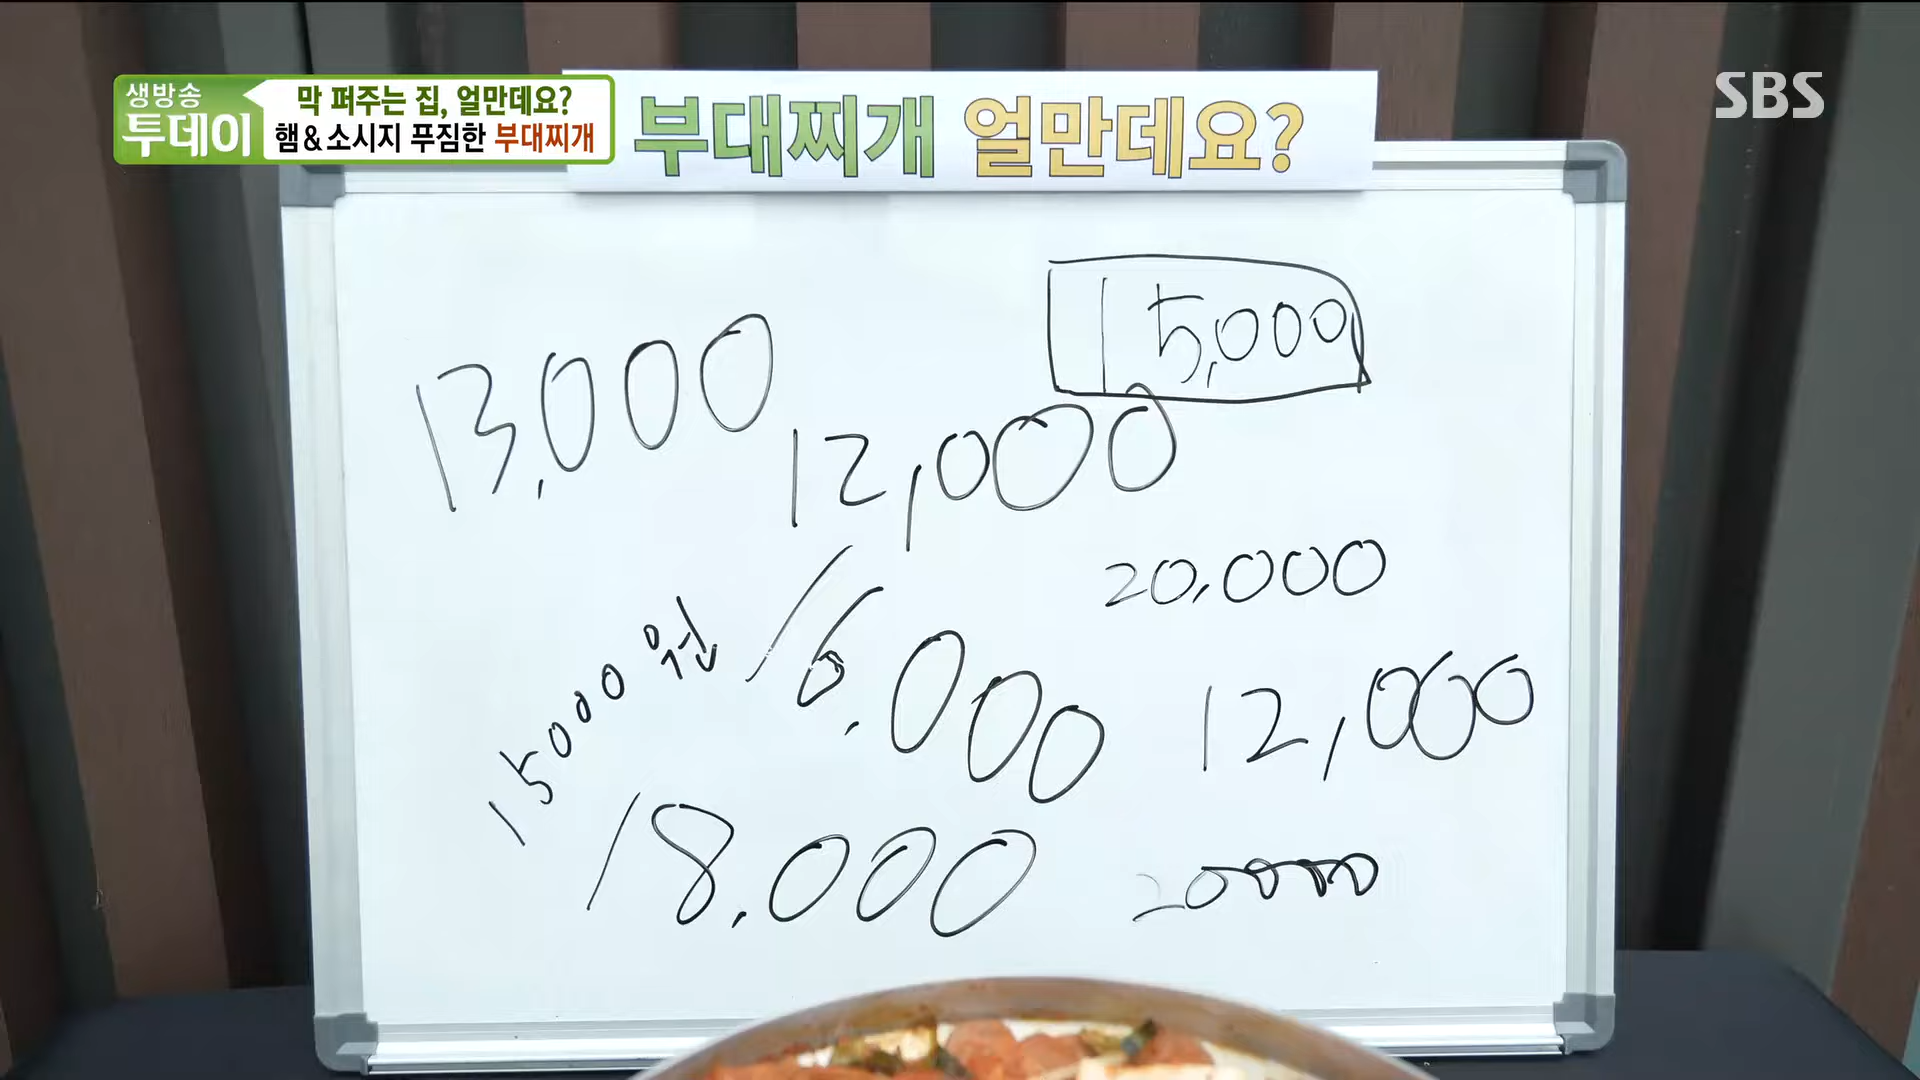 생방송 투데이
막 퍼주는 집, 얼만데요?
햄&소시지 푸짐한 부대찌개
부대찌개 얼만데요?
SBS
15,000
13,000
12,000
20,000
16,000
15000원
12,000
18,000
20000